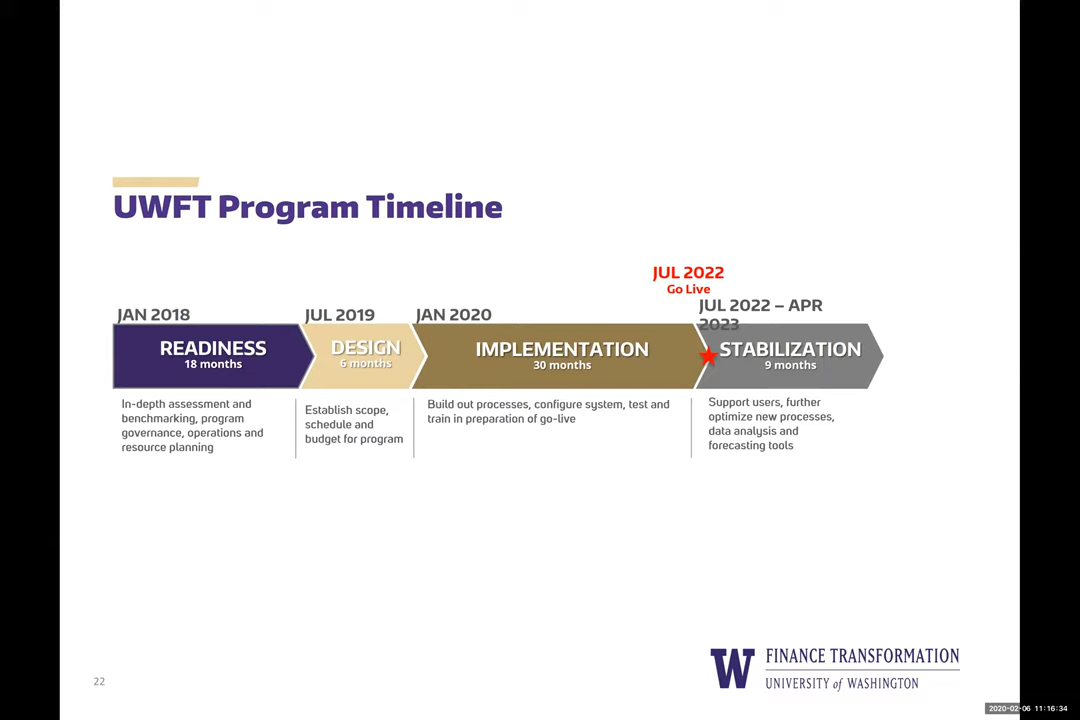 UWFT Program Timeline
JUL 2022
Go Live
JAN 2018
JUL 2019
JAN 2020
JUL 2022 – APR
2023
READINESS
18 months
DESIGN
6 months
IMPLEMENTATION
30 months
STABILIZATION
9 months
In-depth assessment and
benchmarking, program
governance, operations and
resource planning
Establish scope,
schedule and
budget for program
Build out processes, configure system, test and
train in preparation of go-live
Support users, further
optimize new processes,
data analysis and
forecasting tools
22
W
FINANCE TRANSFORMATION
UNIVERSITY of WASHINGTON
2020-02-06 11:16:34